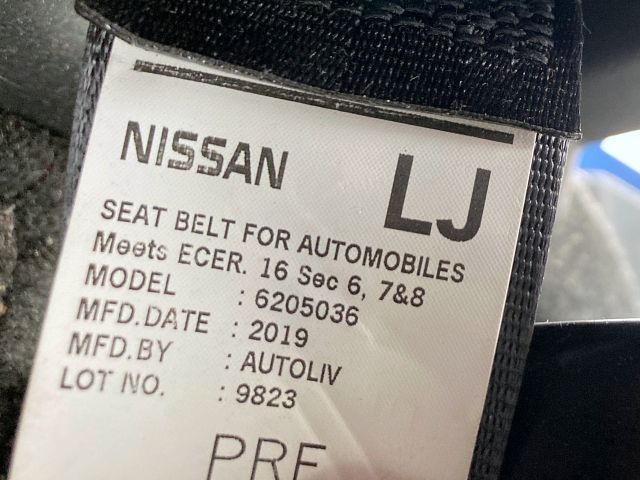 NISSAN LJ
SEAT BELT FOR AUTOMOBILES
Meets ECER. 16 Sec 6, 7&8
MODEL : 6205036
MFD.DATE : 2019
MFD.BY : AUTOLIV
LOT NO. : 9823